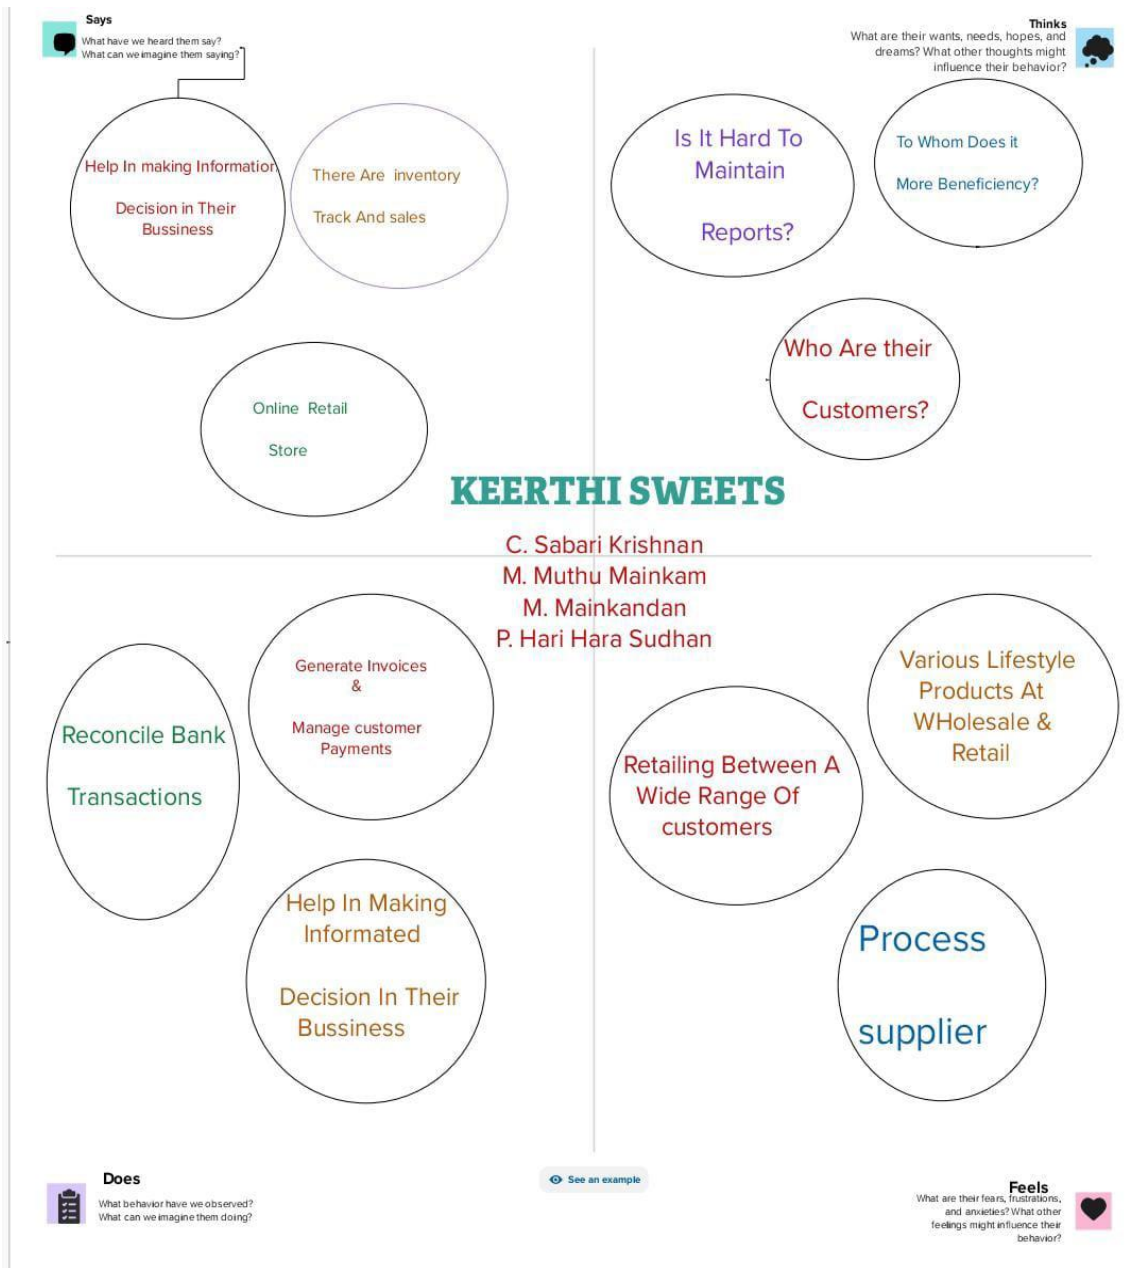 Says
What have we heard them say?
What can we imagine them saying?
Thinks
What are their wants, needs, hopes, and
dreams? What other thoughts might
influence their behavior?
Help In making Information
Decision in Their
Bussiness
There Are inventory
Track And sales
Online Retail
Store
Is It Hard To
Maintain
Reports?
To Whom Does it
More Beneficiency?
Who Are their
Customers?
KEERTHI SWEETS
C. Sabari Krishnan
M. Muthu Mainkam
M. Mainkandan
P. Hari Hara Sudhan
Reconcile Bank
Transactions
Generate Invoices
&
Manage customer
Payments
Help In Making
Informated
Decision In Their
Bussiness
Retailing Between A
Wide Range Of
customers
Various Lifestyle
Products At
WHolesale &
Retail
Process
supplier
Does
What behavior have we observed?
What can we imagine them doing?
See an example
Feels
What are their fears, frustrations,
and anxieties? What other
feelings might influence their
behavior?